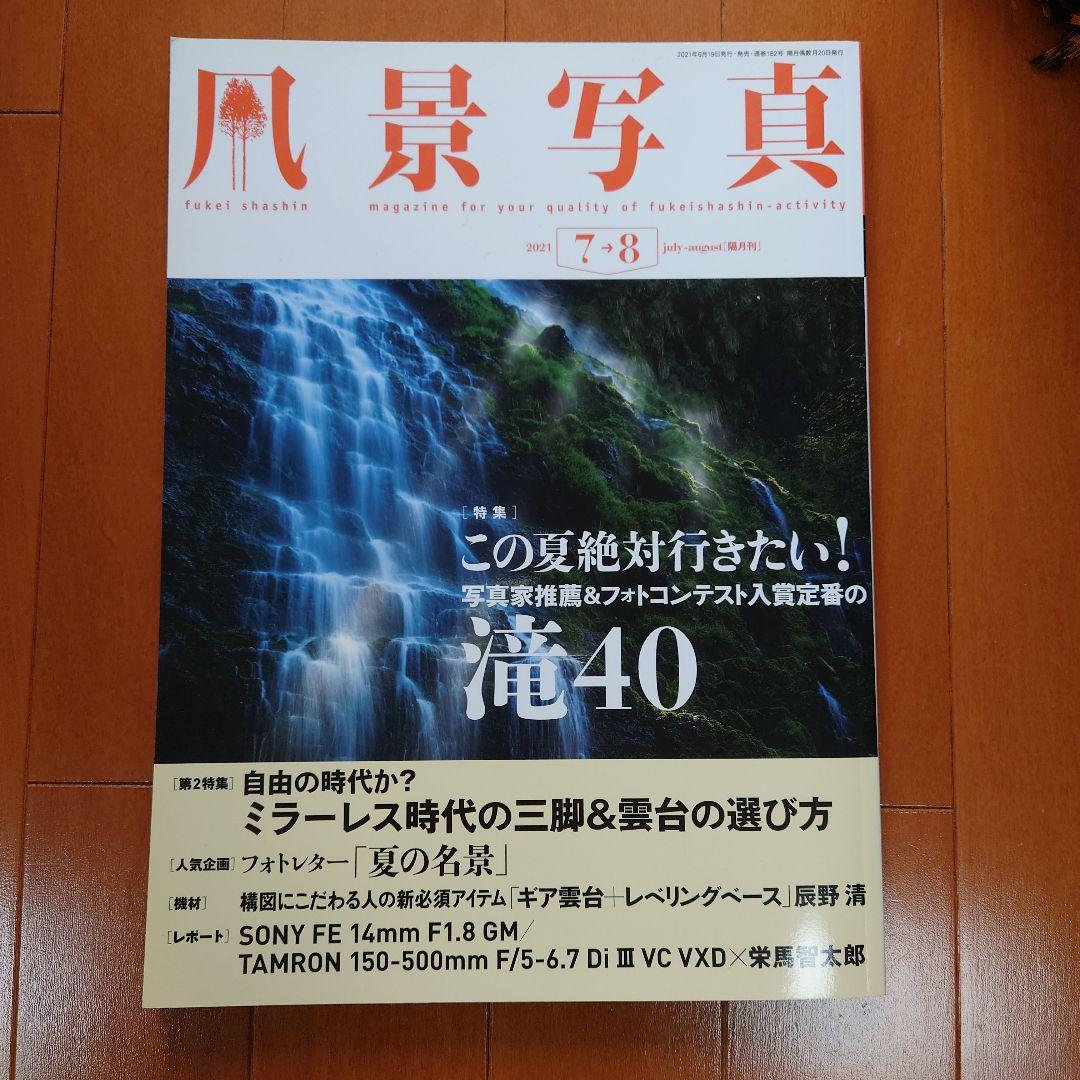 2021年6月19日発行・発売・通巻182号 隔月偶数月20日発行
風景写真
fukei shashin magazine for your quality of fukeishashin-activity
2021 7→8 july-august[隔月刊]
[特集]
この夏絶対行きたい!
写真家推薦&フォトコンテスト入賞定番の
滝40
[第2特集] 自由の時代か?
ミラーレス時代の三脚&雲台の選び方
[人気企画] フォトレター「夏の名景」
[機材] 構図にこだわる人の新必須アイテム「ギア雲台+レベリングベース」辰野 清
[レポート] SONY FE 14mm F1.8 GM/
TAMRON 150-500mm F/5-6.7 Di III VC VXD×栄馬智太郎